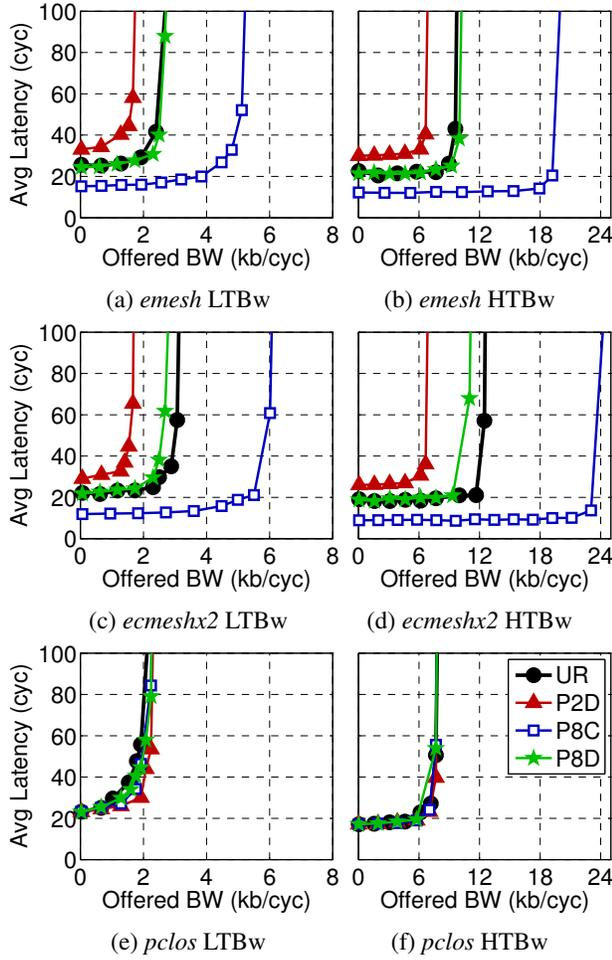 100
80
60
40
20
0
Avg Latency (cyc)
0 2 4 6 8
Offered BW (kb/cyc)
0 6 12 18 24
Offered BW (kb/cyc)
(a) emesh LTBw
(b) emesh HTBw
100
80
60
40
20
0
Avg Latency (cyc)
0 2 4 6 8
Offered BW (kb/cyc)
0 6 12 18 24
Offered BW (kb/cyc)
(c) ecmeshx2 LTBw
(d) ecmeshx2 HTBw
100
80
60
40
20
0
Avg Latency (cyc)
UR
P2D
P8C
P8D
0 2 4 6 8
Offered BW (kb/cyc)
0 6 12 18 24
Offered BW (kb/cyc)
(e) pclos LTBw
(f) pclos HTBw